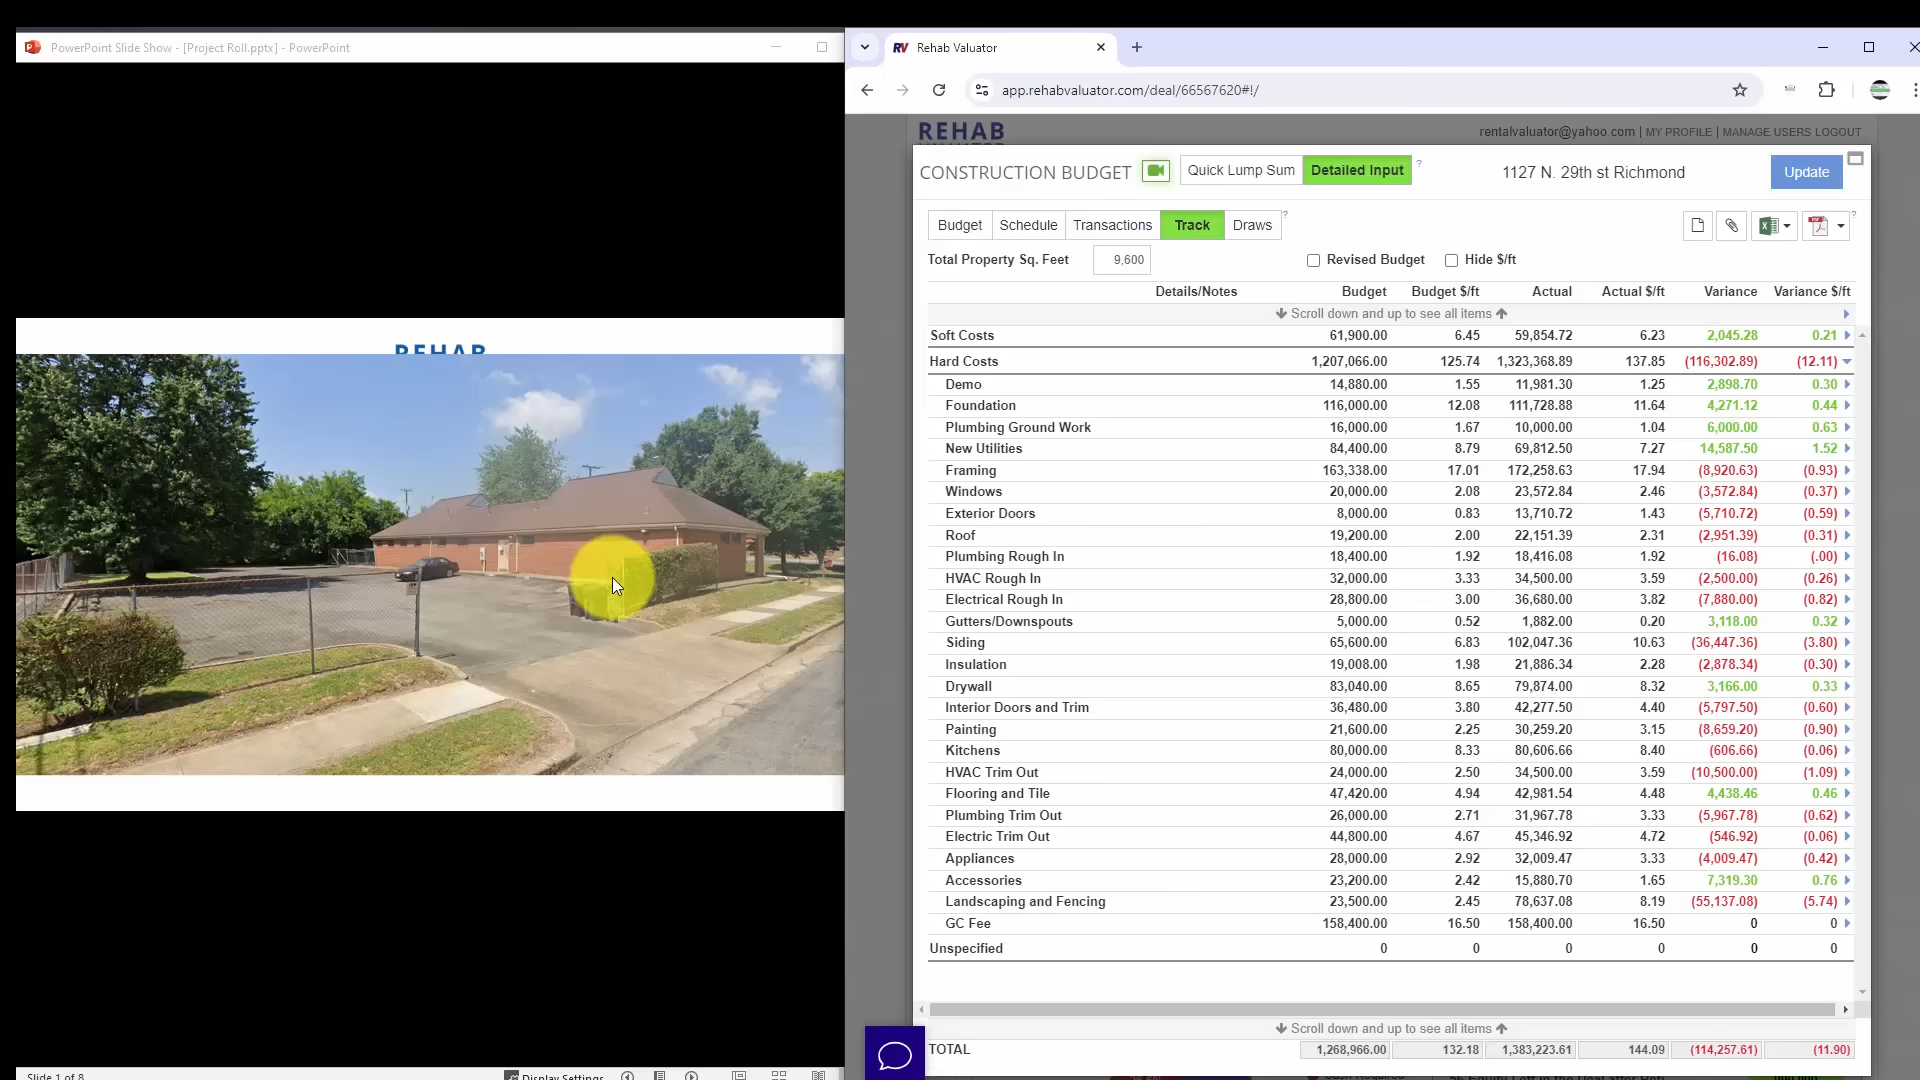 PowerPoint Slide Show - [Project Roll.pptx] - PowerPoint
RV Rehab Valuator
app.rehabvaluator.com/deal/66567620#!/
REHAB
rentalvaluator@yahoo.com | MY PROFILE | MANAGE USERS LOGOUT
CONSTRUCTION BUDGET Quick Lump Sum Detailed Input ? 1127 N. 29th st Richmond Update
Budget Schedule Transactions Track Draws ? ?
Total Property Sq. Feet 9,600 Revised Budget Hide $/ft
Details/Notes Budget Budget $/ft Actual Actual $/ft Variance Variance $/ft
Scroll down and up to see all items
Soft Costs 61,900.00 6.45 59,854.72 6.23 2,045.28 0.21
Hard Costs 1,207,066.00 125.74 1,323,368.89 137.85 (116,302.89) (12.11)
Demo 14,880.00 1.55 11,981.30 1.25 2,898.70 0.30
Foundation 116,000.00 12.08 111,728.88 11.64 4,271.12 0.44
Plumbing Ground Work 16,000.00 1.67 10,000.00 1.04 6,000.00 0.63
New Utilities 84,400.00 8.79 69,812.50 7.27 14,587.50 1.52
Framing 163,338.00 17.01 172,258.63 17.94 (8,920.63) (0.93)
Windows 20,000.00 2.08 23,572.84 2.46 (3,572.84) (0.37)
Exterior Doors 8,000.00 0.83 13,710.72 1.43 (5,710.72) (0.59)
Roof 19,200.00 2.00 22,151.39 2.31 (2,951.39) (0.31)
Plumbing Rough In 18,400.00 1.92 18,416.08 1.92 (16.08) (.00)
HVAC Rough In 32,000.00 3.33 34,500.00 3.59 (2,500.00) (0.26)
Electrical Rough In 28,800.00 3.00 36,680.00 3.82 (7,880.00) (0.82)
Gutters/Downspouts 5,000.00 0.52 1,882.00 0.20 3,118.00 0.32
Siding 65,600.00 6.83 102,047.36 10.63 (36,447.36) (3.80)
Insulation 19,008.00 1.98 21,886.34 2.28 (2,878.34) (0.30)
Drywall 83,040.00 8.65 79,874.00 8.32 3,166.00 0.33
Interior Doors and Trim 36,480.00 3.80 42,277.50 4.40 (5,797.50) (0.60)
Painting 21,600.00 2.25 30,259.20 3.15 (8,659.20) (0.90)
Kitchens 80,000.00 8.33 80,606.66 8.40 (606.66) (0.06)
HVAC Trim Out 24,000.00 2.50 34,500.00 3.59 (10,500.00) (1.09)
Flooring and Tile 47,420.00 4.94 42,981.54 4.48 4,438.46 0.46
Plumbing Trim Out 26,000.00 2.71 31,967.78 3.33 (5,967.78) (0.62)
Electric Trim Out 44,800.00 4.67 45,346.92 4.72 (546.92) (0.06)
Appliances 28,000.00 2.92 32,009.47 3.33 (4,009.47) (0.42)
Accessories 23,200.00 2.42 15,880.70 1.65 7,319.30 0.76
Landscaping and Fencing 23,500.00 2.45 78,637.08 8.19 (55,137.08) (5.74)
GC Fee 158,400.00 16.50 158,400.00 16.50 0 0
Unspecified 0 0 0 0 0 0
Scroll down and up to see all items
TOTAL 1,268,966.00 132.18 1,383,223.61 144.09 (114,257.61) (11.90)
REHAB
Slide 1 of 8 Display Settings